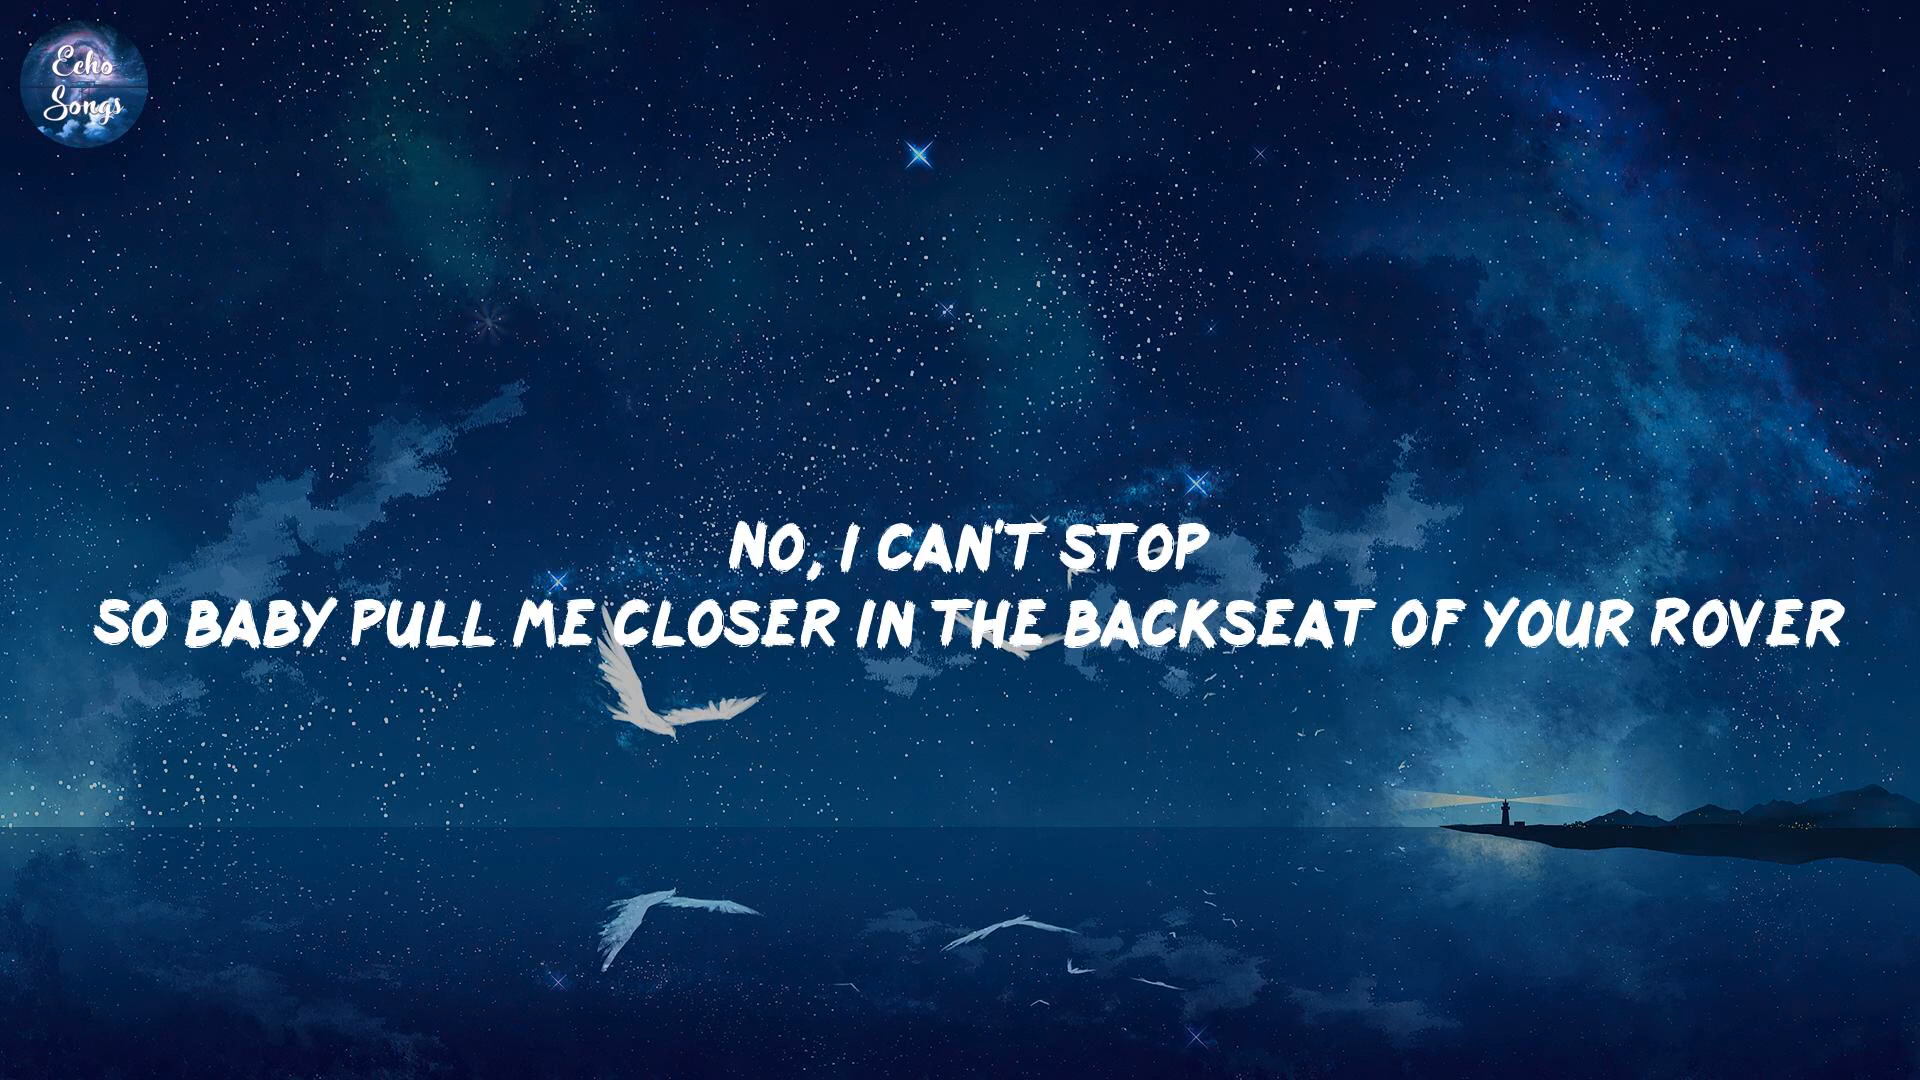 Echo
Songs
NO, I CAN'T STOP
SO BABY PULL ME CLOSER IN THE BACKSEAT OF YOUR ROVER